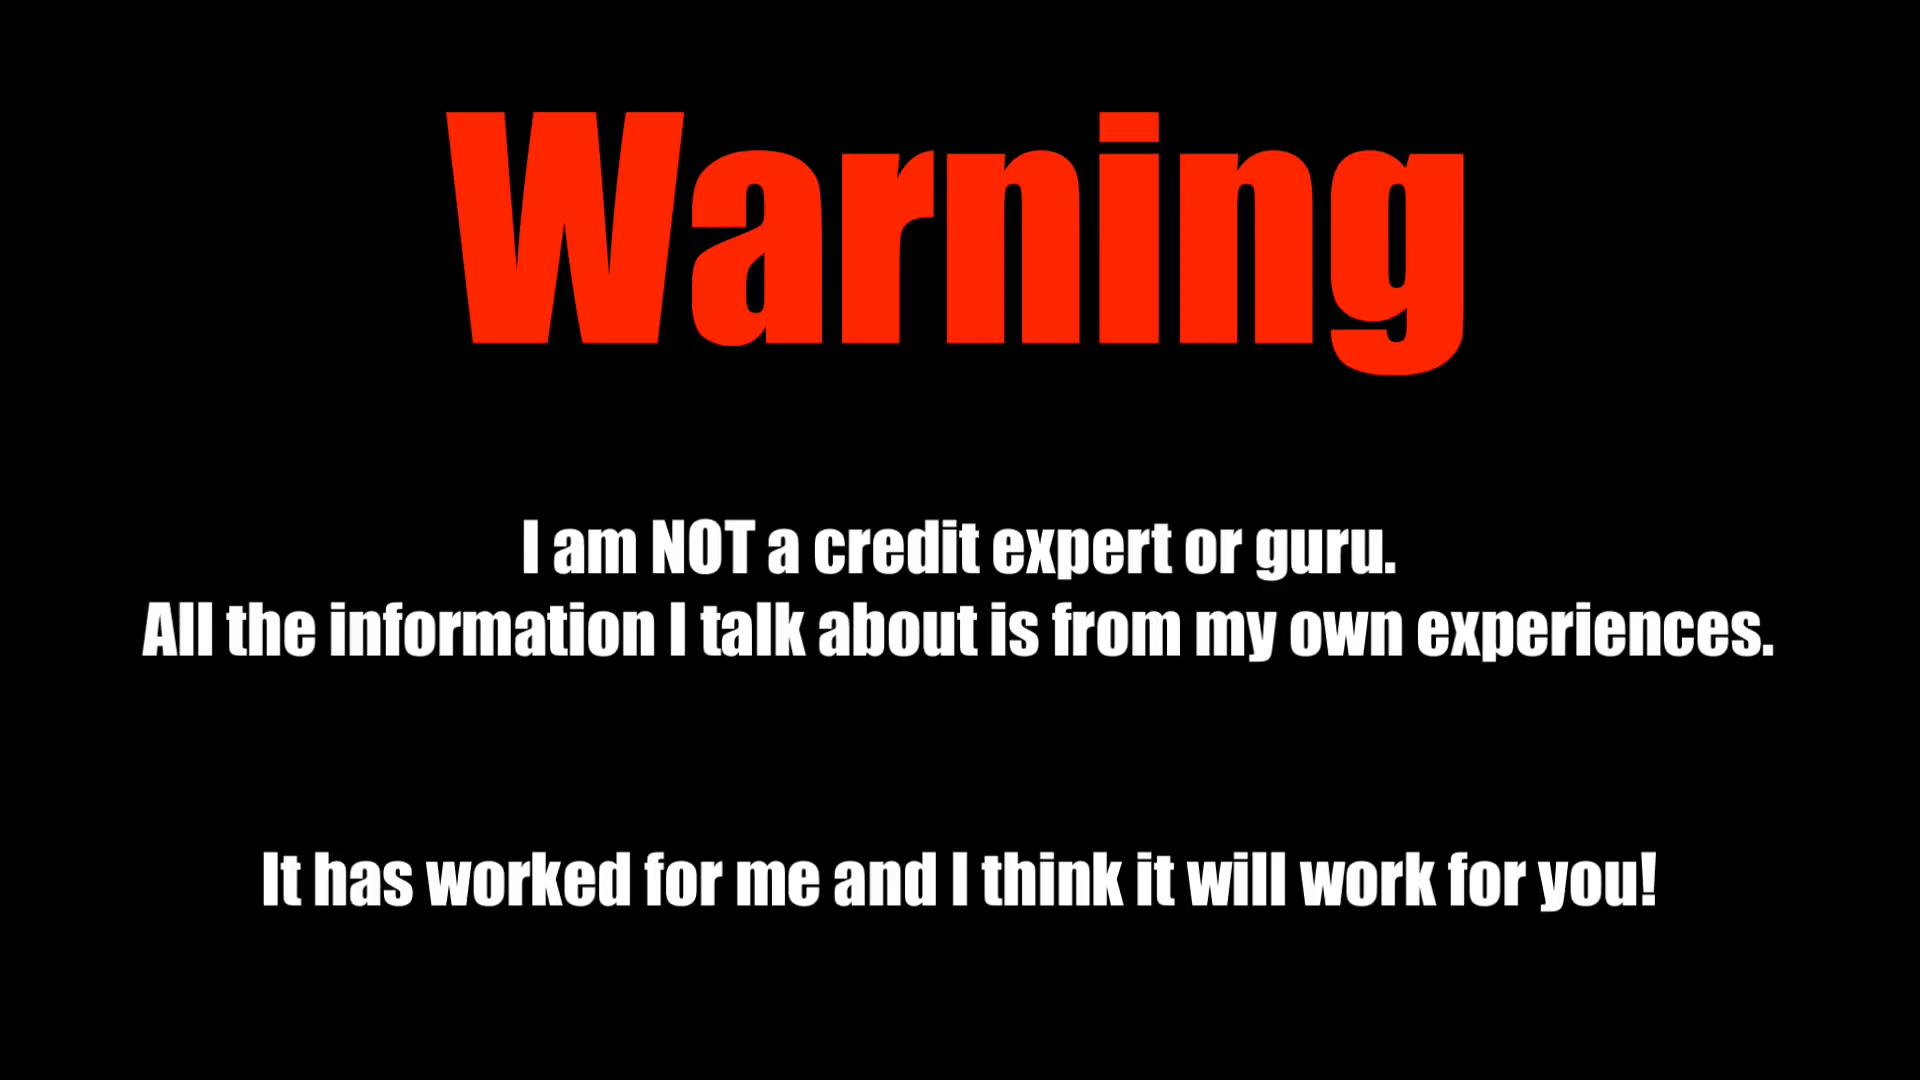 Warning
I am NOT a credit expert or guru.
All the information I talk about is from my own experiences.
It has worked for me and I think it will work for you!